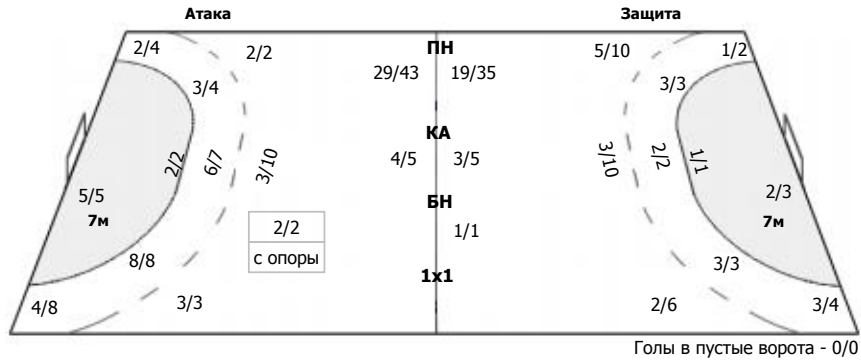 Атака Защита
2/4 2/2 ПН 5/10 1/2
29/43 19/35
3/4 3/3
КА
2/2 6/7 3/10 4/5 3/5 3/10 2/2 1/1
5/5 2/3
7м БН 7м
2/2 1/1
с опоры
8/8 3/3
1x1
4/8 3/3 2/6 3/4
Голы в пустые ворота - 0/0